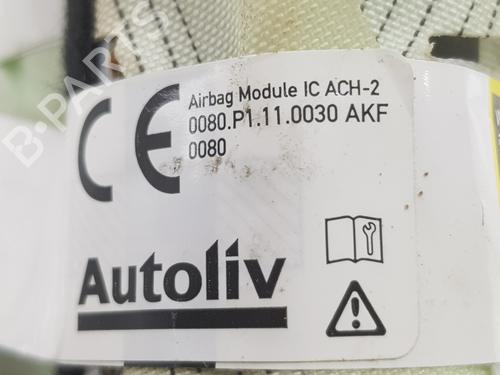 B-PARTS
Airbag Module IC ACH-2
0080.P1.11.0030 AKF
0080
CE
Autoliv